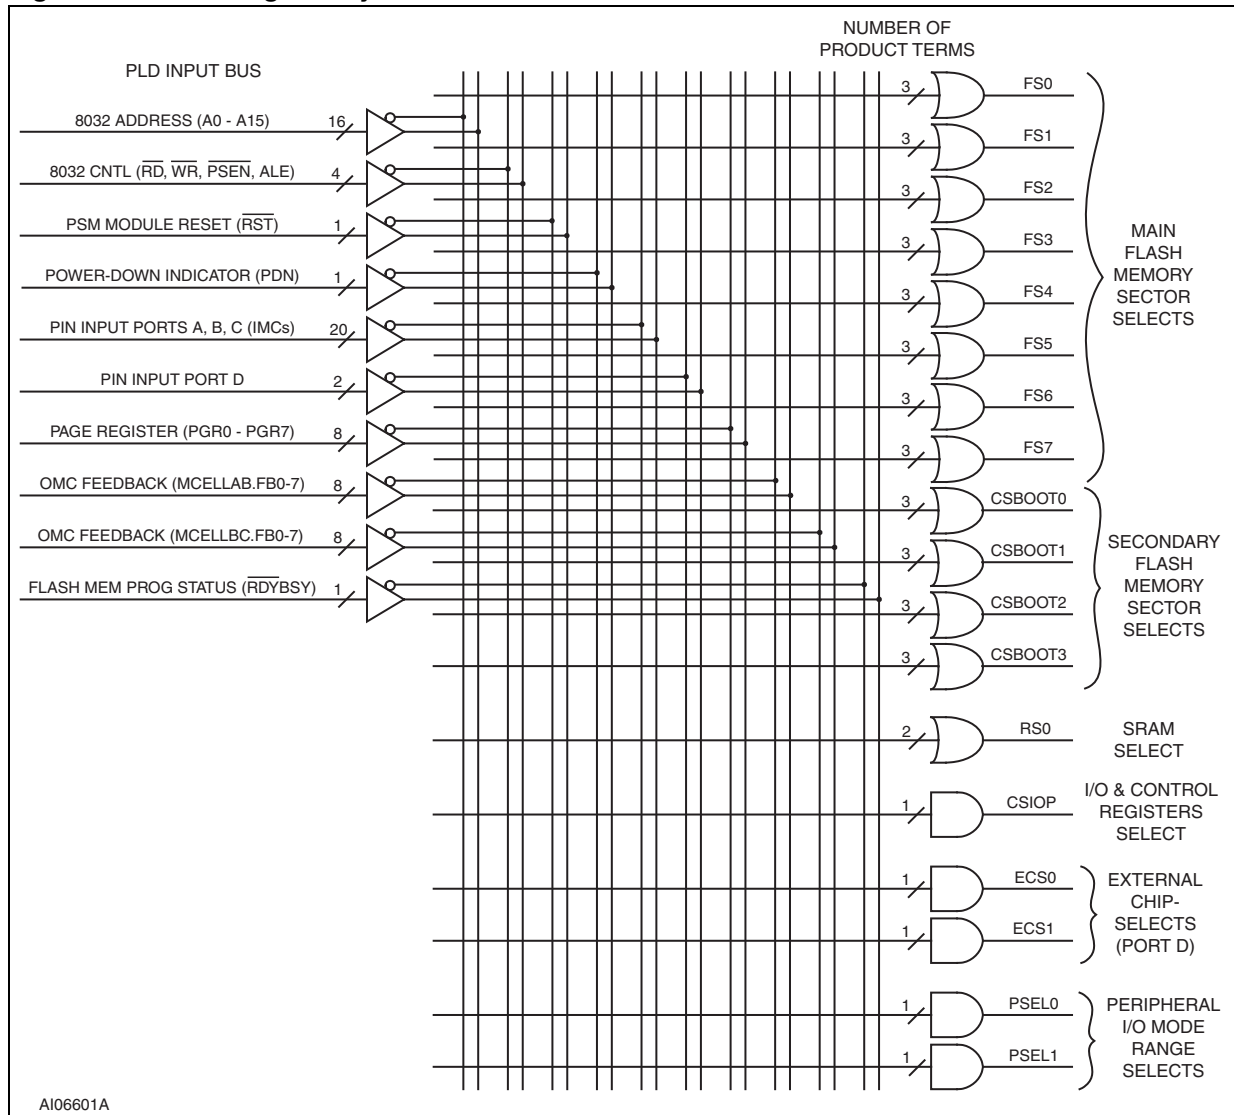 NUMBER OF
PRODUCT TERMS
PLD INPUT BUS
8032 ADDRESS (A0 - A15) 16
8032 CNTL (RD, WR, PSEN, ALE) 4
PSM MODULE RESET (RST) 1
POWER-DOWN INDICATOR (PDN) 1
PIN INPUT PORTS A, B, C (IMCs) 20
PIN INPUT PORT D 2
PAGE REGISTER (PGR0 - PGR7) 8
OMC FEEDBACK (MCELLAB.FB0-7) 8
OMC FEEDBACK (MCELLBC.FB0-7) 8
FLASH MEM PROG STATUS (RDYBSY) 1
3 FS0
3 FS1
3 FS2
3 FS3
3 FS4
3 FS5
3 FS6
3 FS7
MAIN
FLASH
MEMORY
SECTOR
SELECTS
3 CSBOOT0
3 CSBOOT1
3 CSBOOT2
3 CSBOOT3
SECONDARY
FLASH
MEMORY
SECTOR
SELECTS
2 RS0
SRAM
SELECT
1 CSIOP
I/O & CONTROL
REGISTERS
SELECT
1 ECS0
1 ECS1
EXTERNAL
CHIP-
SELECTS
(PORT D)
1 PSEL0
1 PSEL1
PERIPHERAL
I/O MODE
RANGE
SELECTS
AI06601A